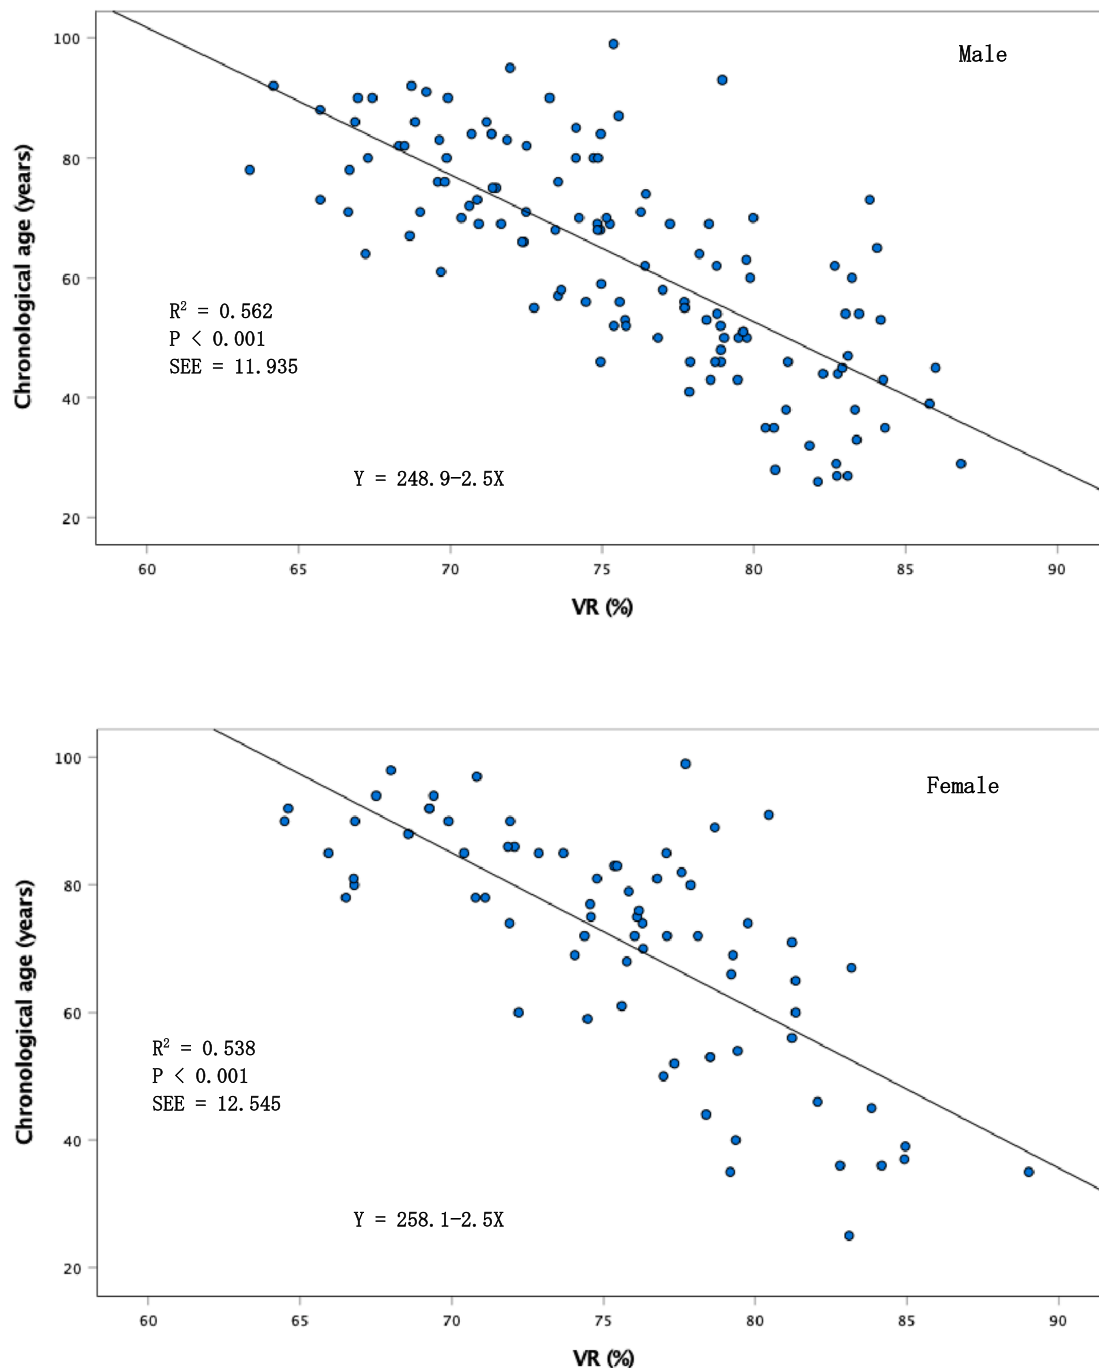 Male
100
80
60
40
20
Chronological age (years)
R² = 0.562
P < 0.001
SEE = 11.935
Y = 248.9-2.5X
60 65 70 75 80 85 90
VR (%)
Female
100
80
60
40
20
Chronological age (years)
R² = 0.538
P < 0.001
SEE = 12.545
Y = 258.1-2.5X
60 65 70 75 80 85 90
VR (%)